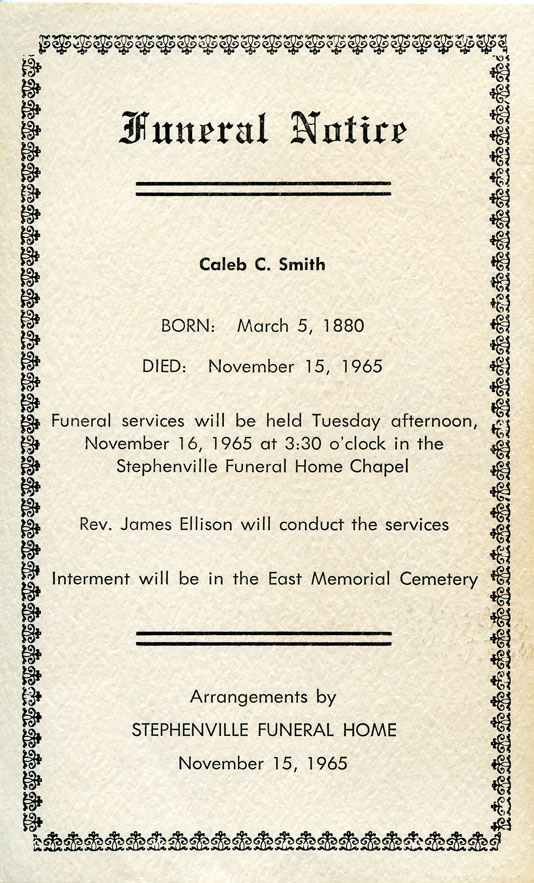 Funeral Notice
Caleb C. Smith
BORN: March 5, 1880
DIED: November 15, 1965
Funeral services will be held Tuesday afternoon,
November 16, 1965 at 3:30 o'clock in the
Stephenville Funeral Home Chapel
Rev. James Ellison will conduct the services
Interment will be in the East Memorial Cemetery
Arrangements by
STEPHENVILLE FUNERAL HOME
November 15, 1965